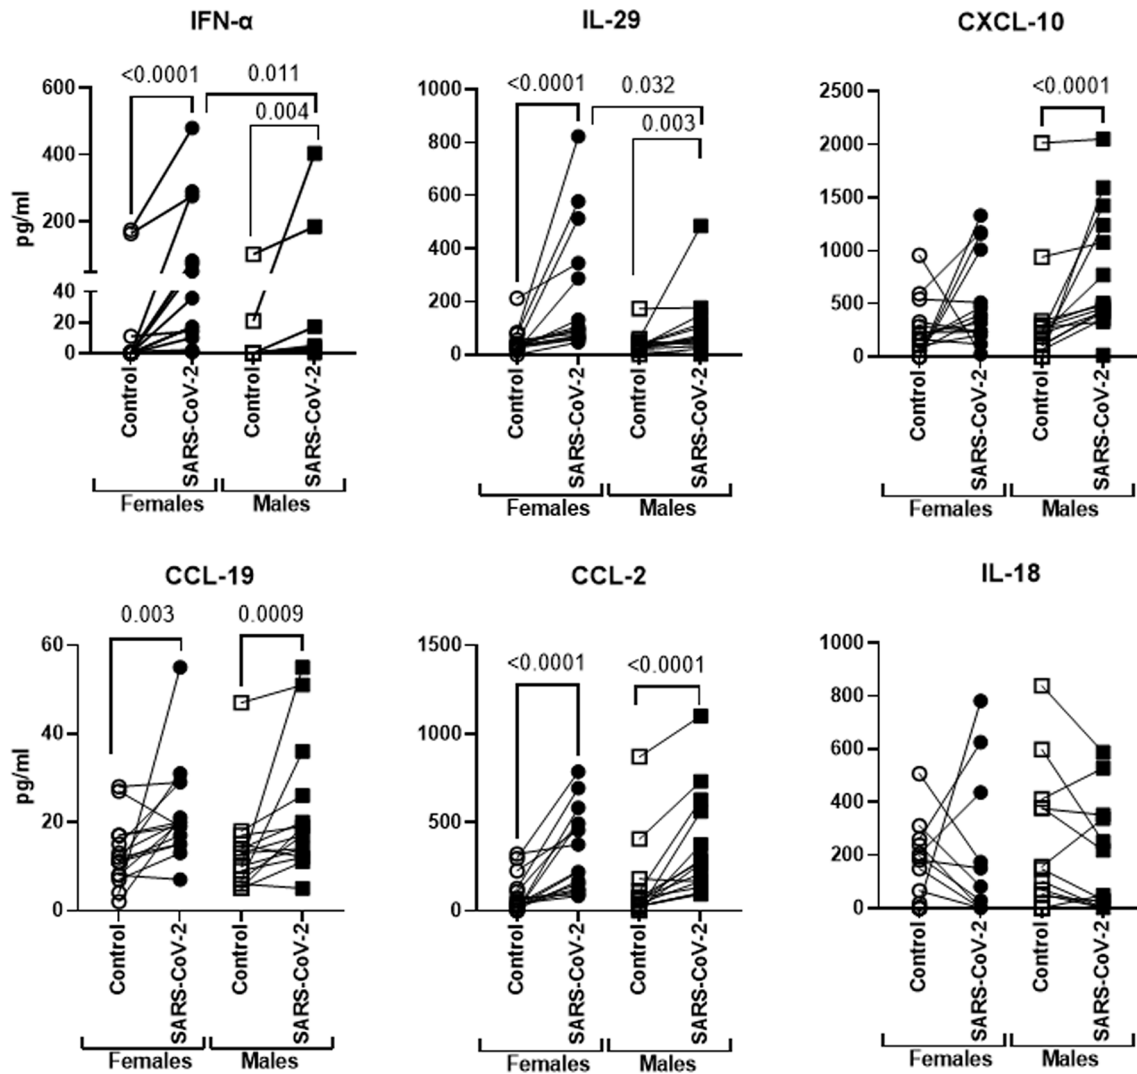 IFN-α
IL-29
CXCL-10
<0.0001
0.011
0.004
<0.0001
0.032
0.003
<0.0001
pg/ml
600
400
200
40
20
0
1000
800
600
400
200
0
2500
2000
1500
1000
500
0
Control
SARS-CoV-2
Control
SARS-CoV-2
Control
SARS-CoV-2
Control
SARS-CoV-2
Control
SARS-CoV-2
Control
SARS-CoV-2
Females
Males
Females
Males
Females
Males
CCL-19
CCL-2
IL-18
0.003
0.0009
<0.0001
<0.0001
pg/ml
60
40
20
0
1500
1000
500
0
1000
800
600
400
200
0
Control
SARS-CoV-2
Control
SARS-CoV-2
Control
SARS-CoV-2
Control
SARS-CoV-2
Control
SARS-CoV-2
Control
SARS-CoV-2
Females
Males
Females
Males
Females
Males